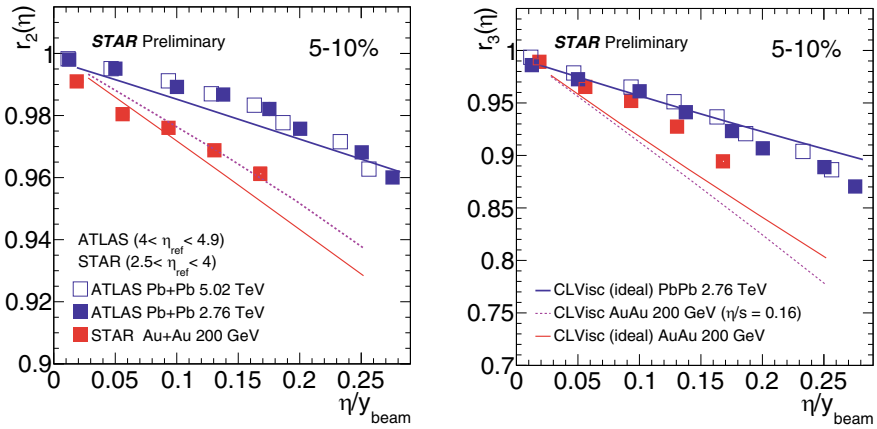 r2(η)
STAR Preliminary
5-10%
1
0.98
0.96
0.94
0.92
0.9
ATLAS (4< ηref< 4.9)
STAR (2.5< ηref< 4)
ATLAS Pb+Pb 5.02 TeV
ATLAS Pb+Pb 2.76 TeV
STAR Au+Au 200 GeV
0 0.05 0.1 0.15 0.2 0.25
η/ybeam
r3(η)
STAR Preliminary
5-10%
1
0.95
0.9
0.85
0.8
0.75
0.7
CLVisc (ideal) PbPb 2.76 TeV
CLVisc AuAu 200 GeV (η/s = 0.16)
CLVisc (ideal) AuAu 200 GeV
0 0.05 0.1 0.15 0.2 0.25
η/ybeam